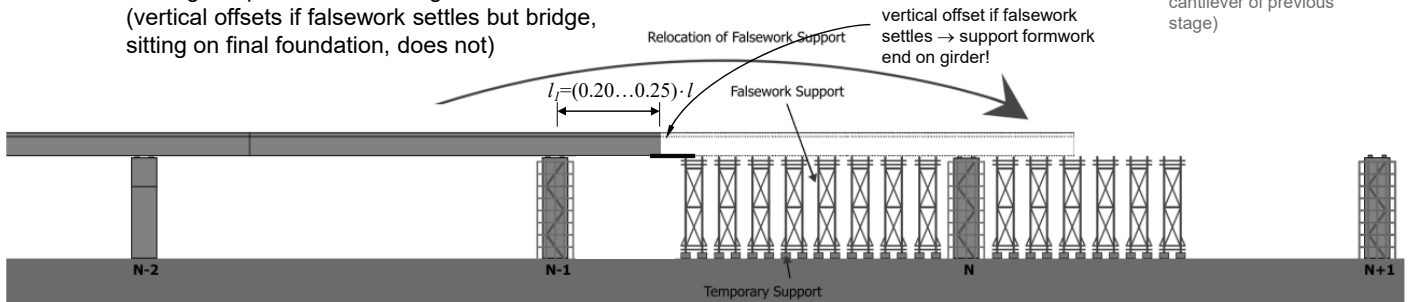 (vertical offsets if falsework settles but bridge,
sitting on final foundation, does not)
vertical offset if falsework
settles → support formwork
end on girder!
cantilever of previous
stage)
Relocation of Falsework Support
l₁=(0.20…0.25)·l
Falsework Support
N-2
N-1
N
N+1
Temporary Support